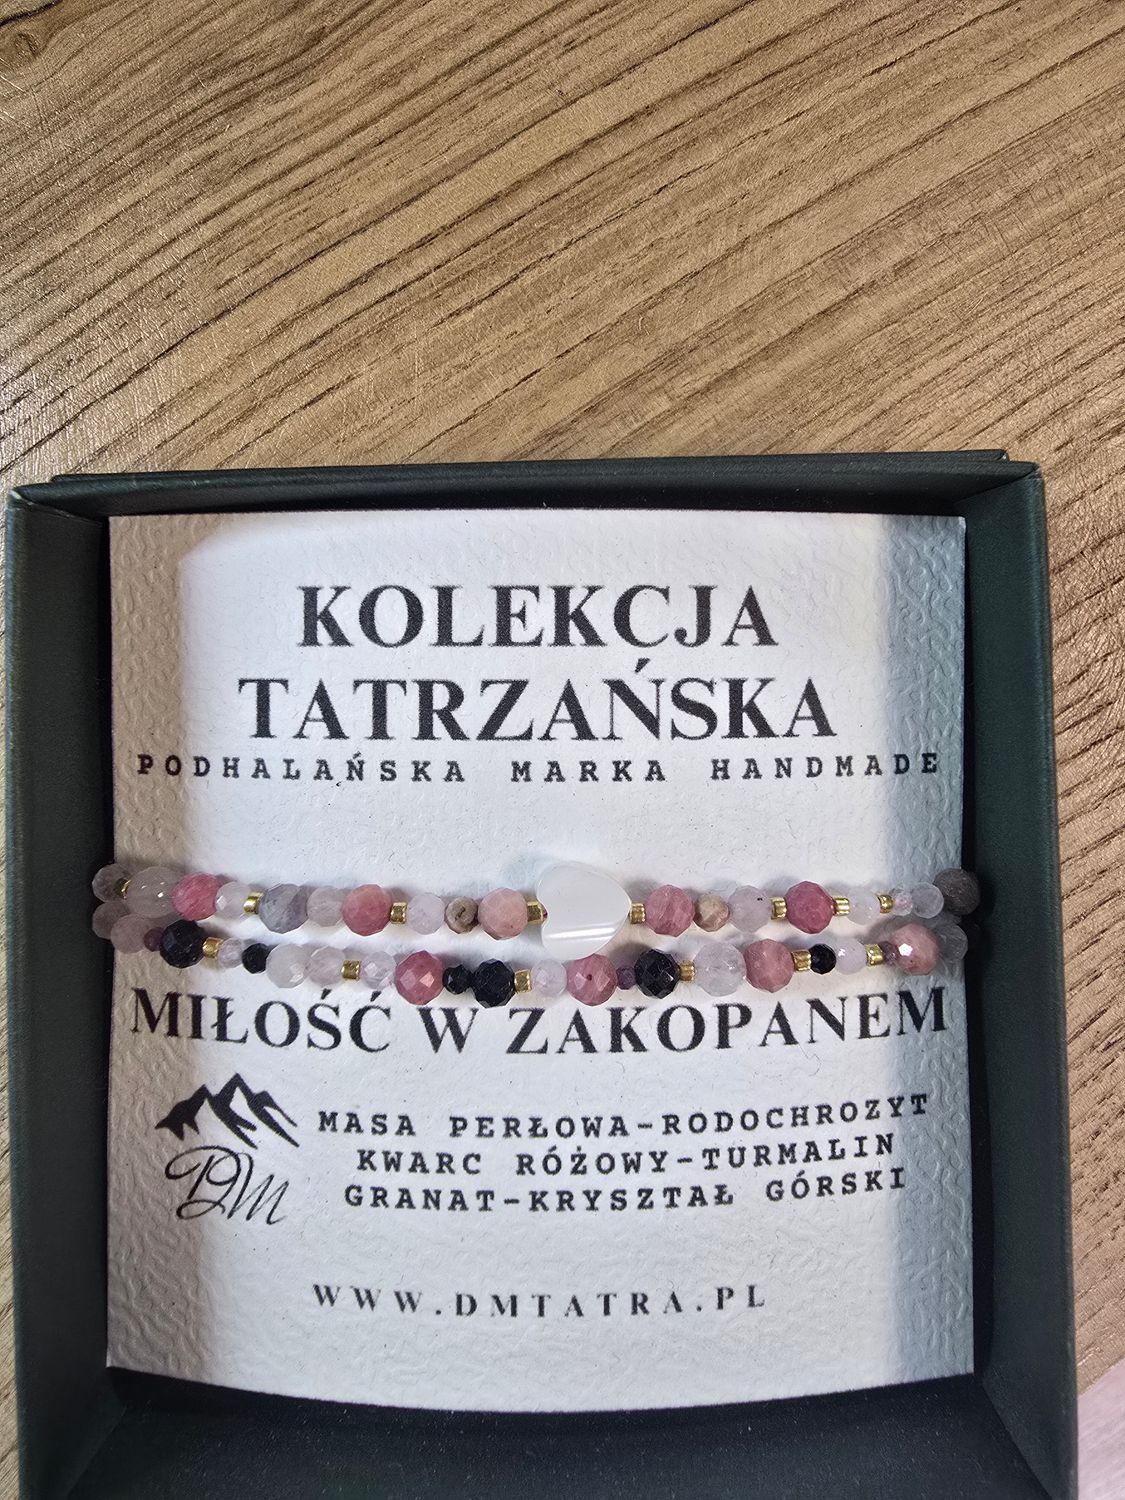 KOLEKCJA
TATRZAŃSKA
PODHALAŃSKA MARKA HANDMADE
MIŁOŚĆ W ZAKOPANEM
MASA PERŁOWA-RODOCHROZYT
KWARC RÓŻOWY-TURMALIN
GRANAT-KRYSZTAŁ GÓRSKI
DM
WWW.DMTATRA.PL